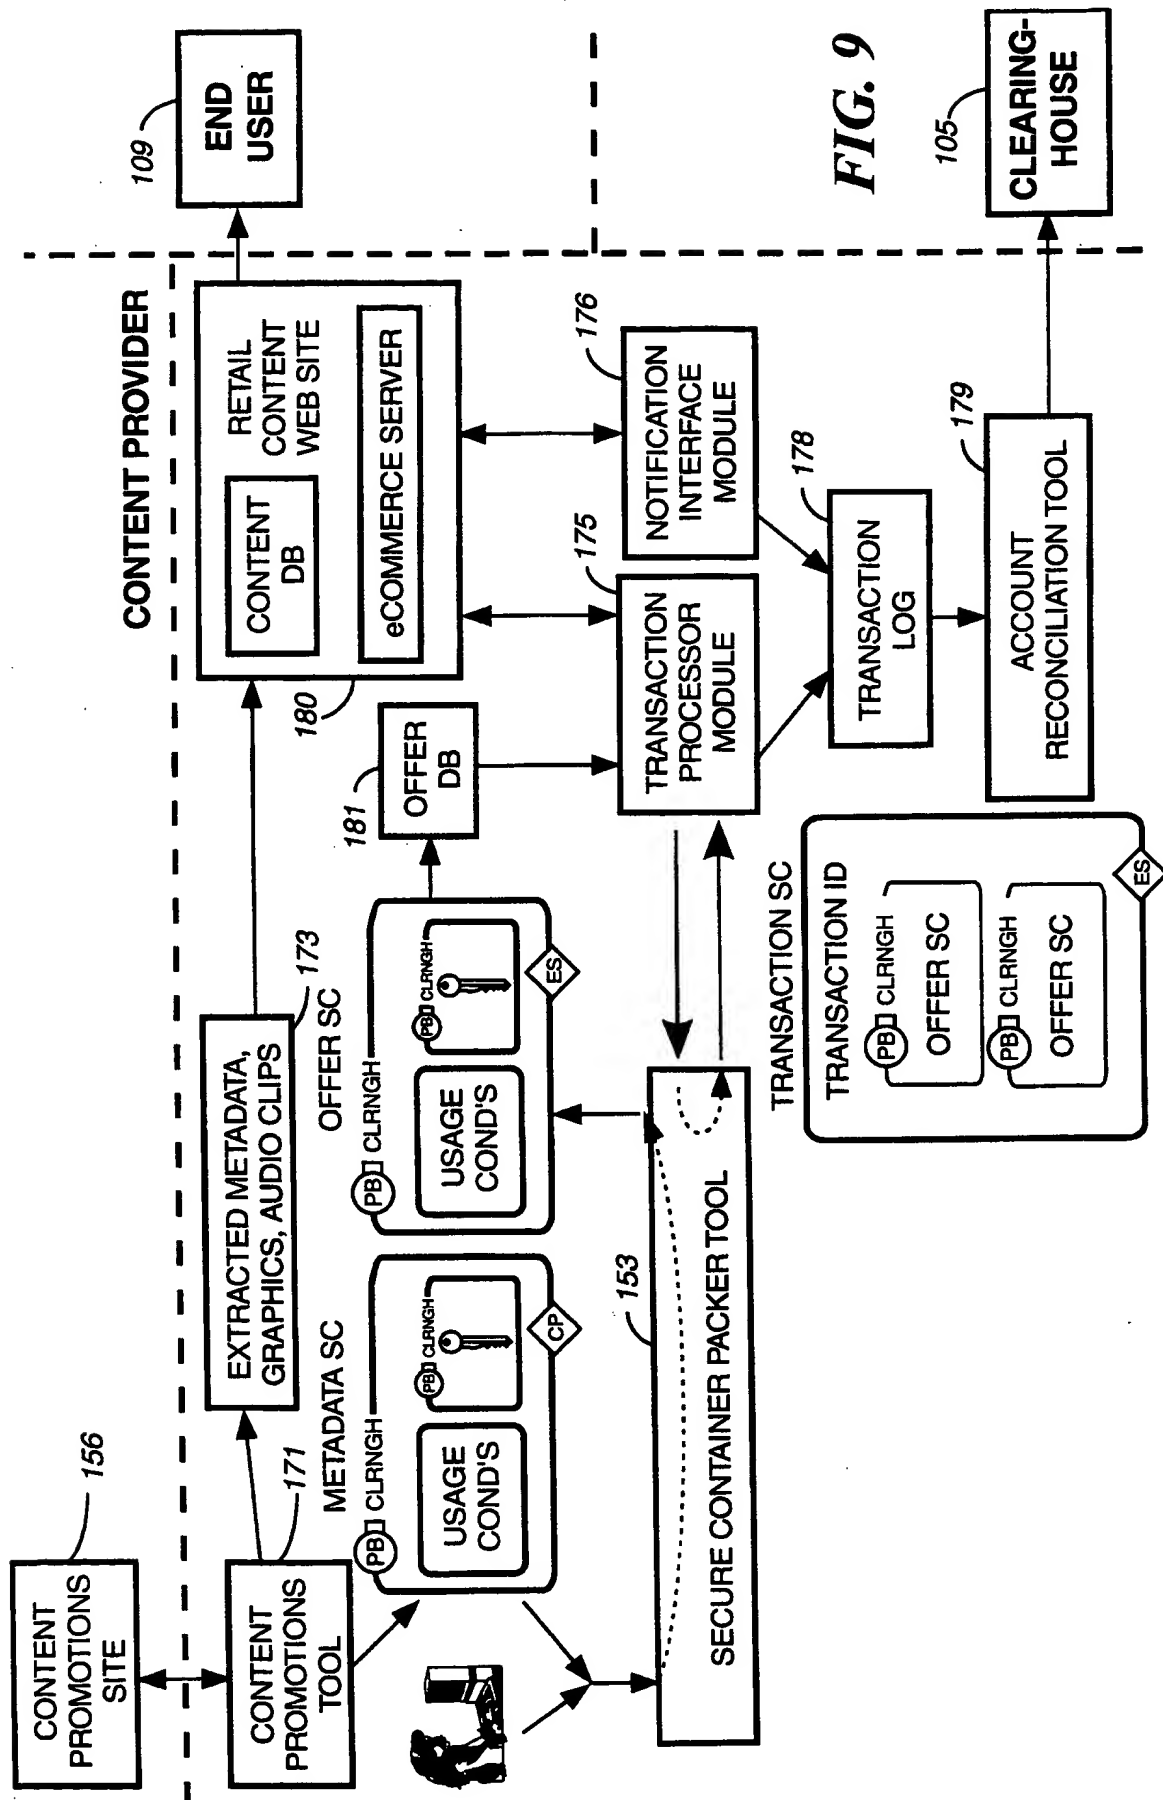 CONTENT
PROMOTIONS
SITE
156
CONTENT PROVIDER
CONTENT
PROMOTIONS
TOOL
171
EXTRACTED METADATA,
GRAPHICS, AUDIO CLIPS
173
CONTENT
DB
RETAIL
CONTENT
WEB SITE
eCOMMERCE SERVER
180
END
USER
109
METADATA SC
PB CLRNGH
USAGE
COND'S
PB CLRNGH
CP
OFFER SC
PB CLRNGH
USAGE
COND'S
PB CLRNGH
ES
181
OFFER
DB
153
SECURE CONTAINER PACKER TOOL
175
TRANSACTION
PROCESSOR
MODULE
176
NOTIFICATION
INTERFACE
MODULE
178
TRANSACTION
LOG
179
ACCOUNT
RECONCILIATION TOOL
TRANSACTION SC
TRANSACTION ID
PB CLRNGH
OFFER SC
PB CLRNGH
OFFER SC
ES
FIG. 9
105
CLEARING-
HOUSE